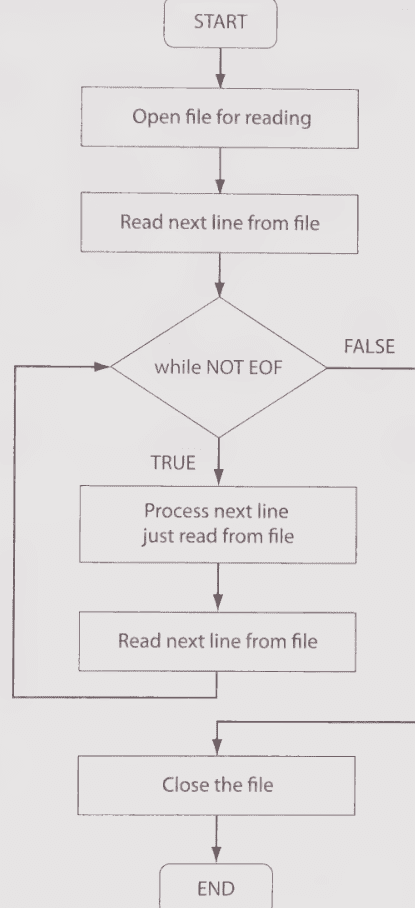 START
Open file for reading
Read next line from file
while NOT EOF
FALSE
TRUE
Process next line
just read from file
Read next line from file
Close the file
END